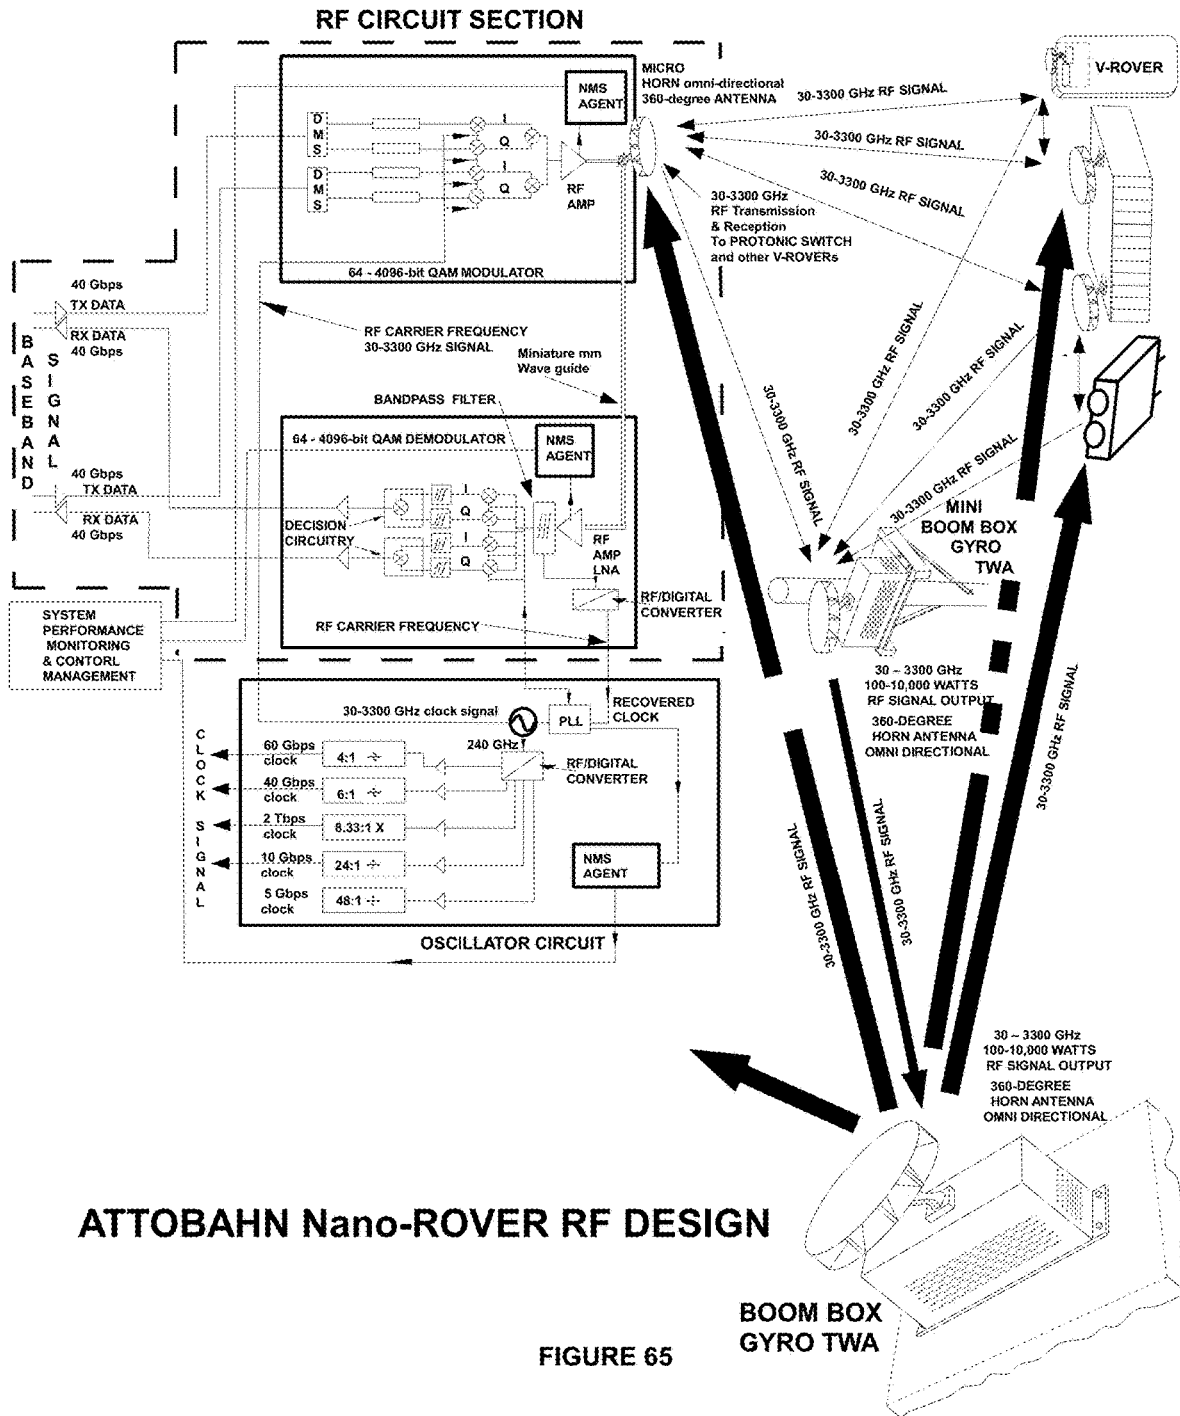 RF CIRCUIT SECTION
NMS
AGENT
MICRO
HORN omni-directional
360-degree ANTENNA
V-ROVER
30-3300 GHz RF SIGNAL
30-3300 GHz RF SIGNAL
30-3300 GHz RF SIGNAL
D
M
S
I
Q
D
M
S
I
Q
RF
AMP
30-3300 GHz
RF Transmission
& Reception
To PROTONIC SWITCH
and other V-ROVERs
64 - 4096-bit QAM MODULATOR
40 Gbps
TX DATA
RX DATA
40 Gbps
BASEBAND
SIGNAL
40 Gbps
TX DATA
RX DATA
40 Gbps
RF CARRIER FREQUENCY
30-3300 GHz SIGNAL
Miniature mm
Wave guide
BANDPASS FILTER
64 - 4096-bit QAM DEMODULATOR
NMS
AGENT
I
Q
I
Q
DECISION
CIRCUITRY
RF
AMP
LNA
RF/DIGITAL
CONVERTER
RF CARRIER FREQUENCY
30-3300 GHz RF SIGNAL
30-3300 GHz RF SIGNAL
30-3300 GHz RF SIGNAL
30-3300 GHz RF SIGNAL
MINI
BOOM BOX
GYRO
TWA
SYSTEM
PERFORMANCE
MONITORING
& CONTORL
MANAGEMENT
30 ~ 3300 GHz
100-10,000 WATTS
RF SIGNAL OUTPUT
360-DEGREE
HORN ANTENNA
OMNI DIRECTIONAL
30-3300 GHz clock signal
PLL
RECOVERED
CLOCK
240 GHz
RF/DIGITAL
CONVERTER
CLOCK SIGNAL
60 Gbps
clock
4:1 ÷
40 Gbps
clock
6:1 ÷
2 Tbps
clock
8.33:1 X
10 Gbps
clock
24:1 ÷
5 Gbps
clock
48:1 ÷
NMS
AGENT
OSCILLATOR CIRCUIT
30-3300 GHz RF SIGNAL
30-3300 GHz RF SIGNAL
30-3300 GHz RF SIGNAL
30 ~ 3300 GHz
100-10,000 WATTS
RF SIGNAL OUTPUT
360-DEGREE
HORN ANTENNA
OMNI DIRECTIONAL
ATTOBAHN Nano-ROVER RF DESIGN
BOOM BOX
GYRO TWA
FIGURE 65